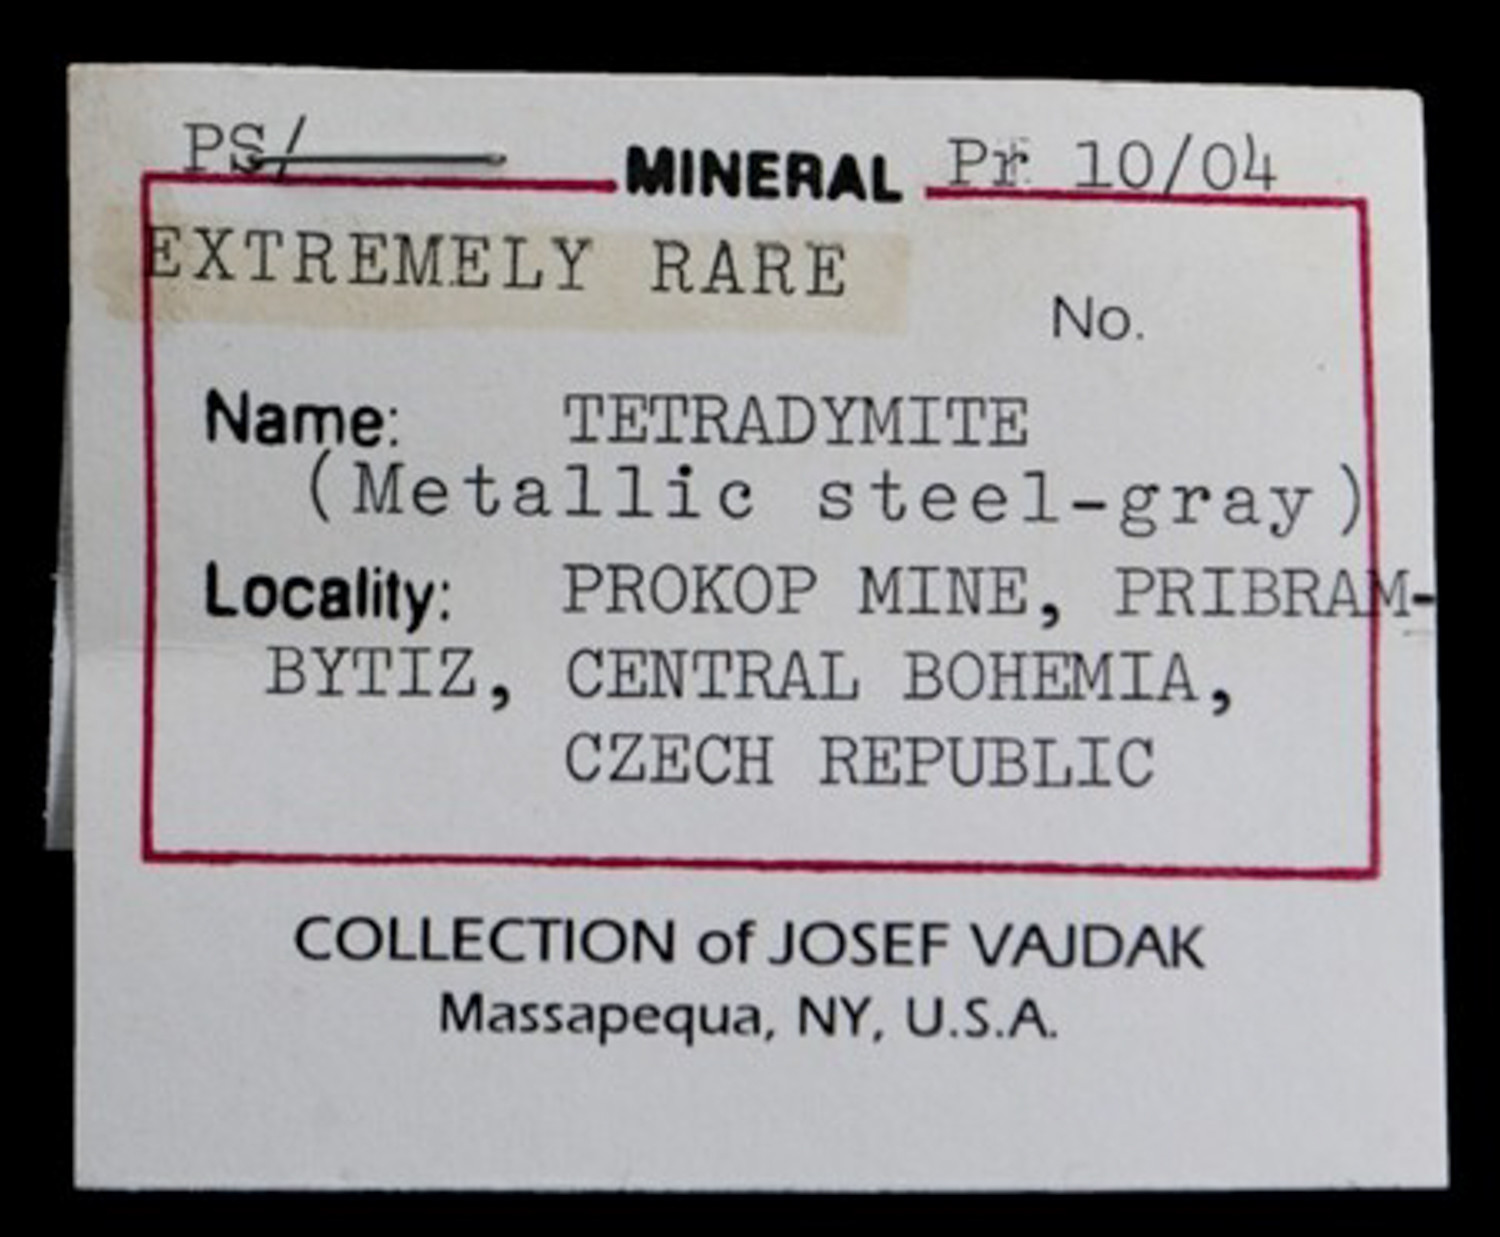 PS/ MINERAL Pr 10/04
EXTREMELY RARE
No.
Name: TETRADYMITE
(Metallic steel-gray)
Locality: PROKOP MINE, PRIBRAM-
BYTIZ, CENTRAL BOHEMIA,
CZECH REPUBLIC
COLLECTION of JOSEF VAJDAK
Massapequa, NY, U.S.A.